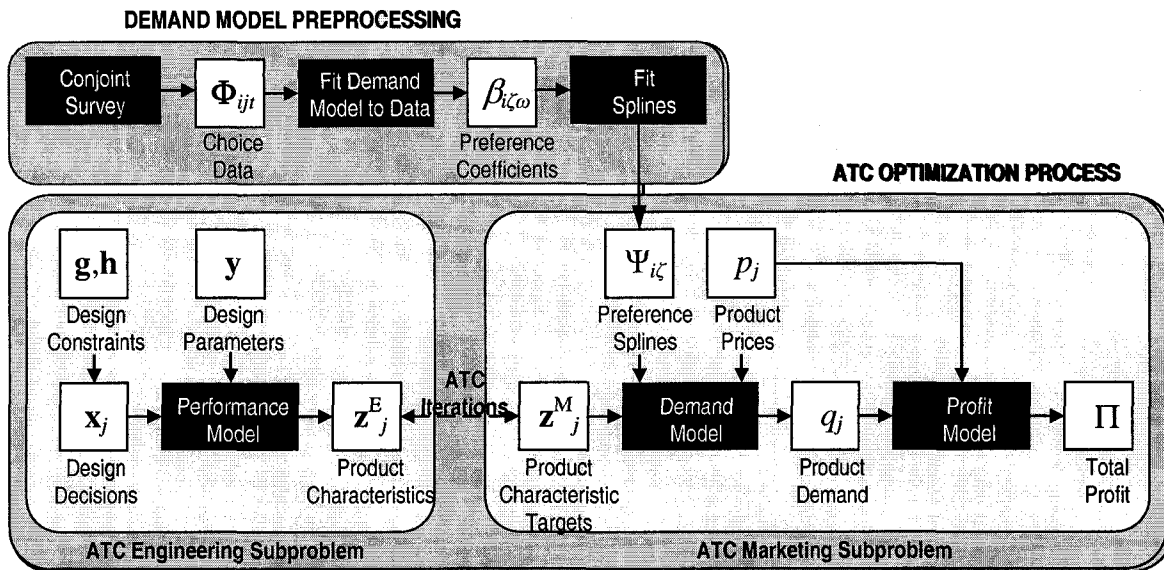 DEMAND MODEL PREPROCESSING
Conjoint
Survey
Φijt
Choice
Data
Fit Demand
Model to Data
βiζω
Preference
Coefficients
Fit
Splines
ATC OPTIMIZATION PROCESS
g,h
Design
Constraints
y
Design
Parameters
xj
Design
Decisions
Performance
Model
zEj
Product
Characteristics
ATC
Iterations
Ψiζ
Preference
Splines
pj
Product
Prices
zMj
Product
Characteristic
Targets
Demand
Model
qj
Product
Demand
Profit
Model
Π
Total
Profit
ATC Engineering Subproblem
ATC Marketing Subproblem